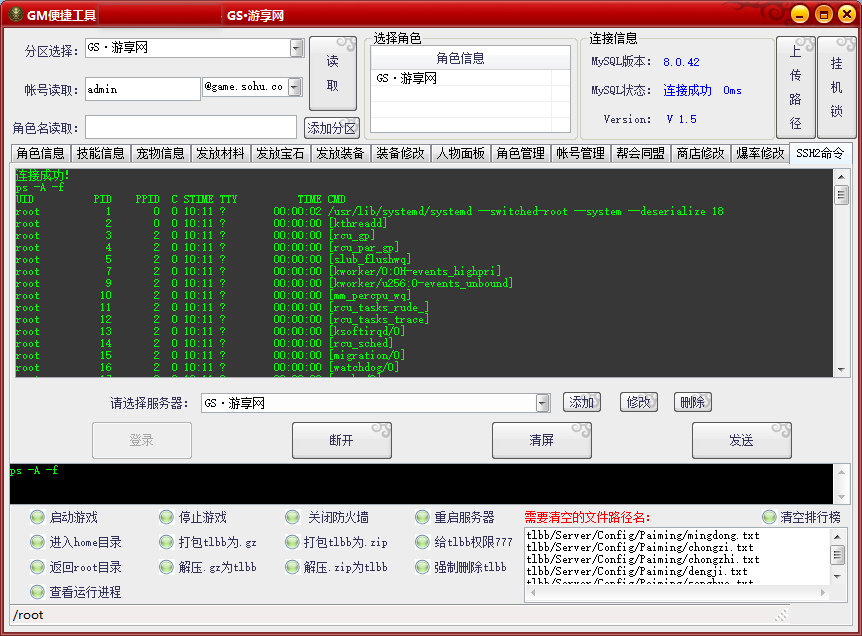 GM便捷工具
GS·游享网
分区选择：
GS·游享网
读取
帐号读取：
admin
@game.sohu.co
角色名读取：
添加分区
选择角色
角色信息
GS·游享网
连接信息
MySQL版本： 8.0.42
MySQL状态： 连接成功 0ms
Version： V 1.5
上传路径
挂机锁
角色信息 技能信息 宠物信息 发放材料 发放宝石 发放装备 装备修改 人物面板 角色管理 帐号管理 帮会同盟 商店修改 爆率修改 SSH2命令
连接成功!
ps -A -f
UID PID PPID C STIME TTY TIME CMD
root 1 0 0 10:11 ? 00:00:02 /usr/lib/systemd/systemd --switched-root --system --deserialize 18
root 2 0 0 10:11 ? 00:00:00 [kthreadd]
root 3 2 0 10:11 ? 00:00:00 [rcu_gp]
root 4 2 0 10:11 ? 00:00:00 [rcu_par_gp]
root 5 2 0 10:11 ? 00:00:00 [slub_flushwq]
root 7 2 0 10:11 ? 00:00:00 [kworker/0:0H-events_highpri]
root 9 2 0 10:11 ? 00:00:00 [kworker/u256:0-events_unbound]
root 10 2 0 10:11 ? 00:00:00 [mm_percpu_wq]
root 11 2 0 10:11 ? 00:00:00 [rcu_tasks_rude_]
root 12 2 0 10:11 ? 00:00:00 [rcu_tasks_trace]
root 13 2 0 10:11 ? 00:00:00 [ksoftirqd/0]
root 14 2 0 10:11 ? 00:00:00 [rcu_sched]
root 15 2 0 10:11 ? 00:00:00 [migration/0]
root 16 2 0 10:11 ? 00:00:00 [watchdog/0]
请选择服务器：
GS·游享网
添加 修改 删除
登录 断开 清屏 发送
ps -A -f
启动游戏 停止游戏 关闭防火墙 重启服务器
进入home目录 打包tlbb为.gz 打包tlbb为.zip 给tlbb权限777
返回root目录 解压.gz为tlbb 解压.zip为tlbb 强制删除tlbb
查看运行进程
需要清空的文件路径名： 清空排行榜
tlbb/Server/Config/Paiming/mingdong.txt
tlbb/Server/Config/Paiming/chongzi.txt
tlbb/Server/Config/Paiming/chongzhi.txt
tlbb/Server/Config/Paiming/dengji.txt
/root